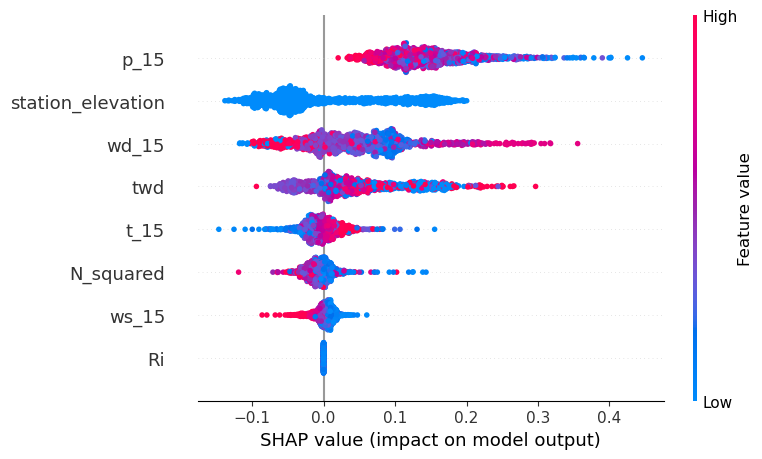 High
p_15
station_elevation
wd_15
twd
t_15
N_squared
ws_15
Ri
Feature value
Low
−0.1 0.0 0.1 0.2 0.3 0.4
SHAP value (impact on model output)